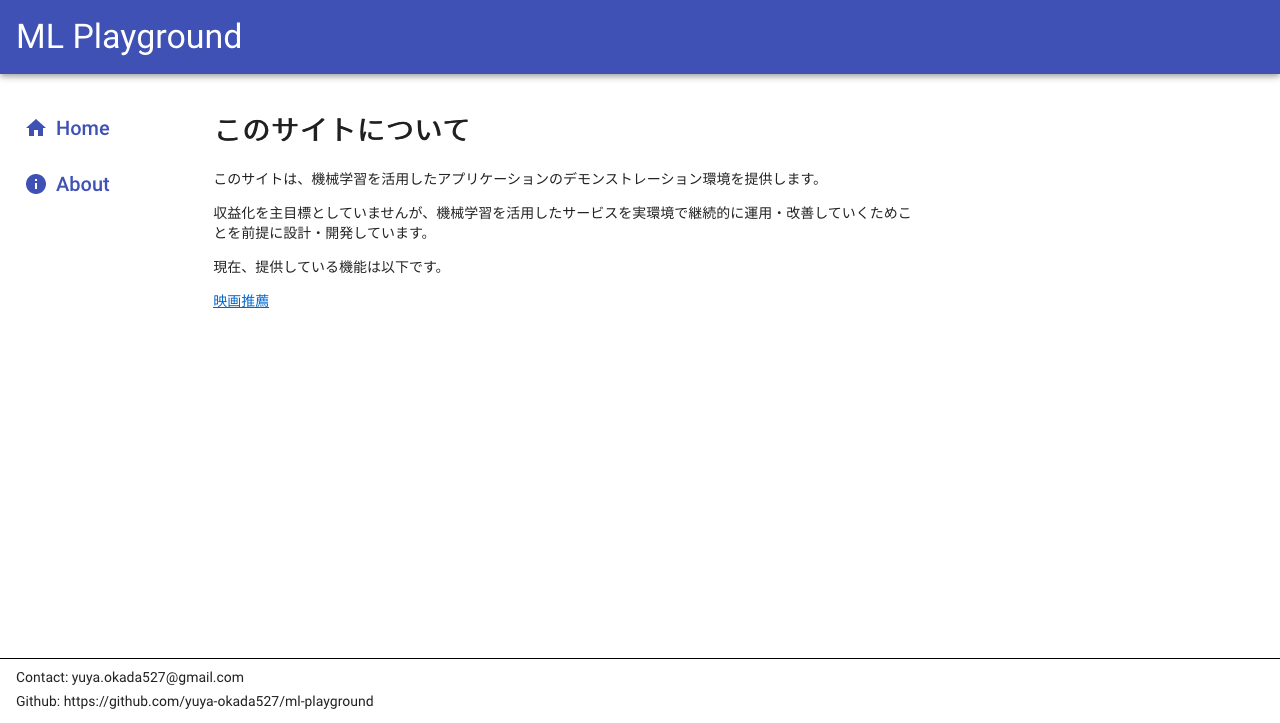 ML Playground
Home
About
このサイトについて
このサイトは、機械学習を活用したアプリケーションのデモンストレーション環境を提供します。
収益化を主目標としていませんが、機械学習を活用したサービスを実環境で継続的に運用・改善していくためこ
とを前提に設計・開発しています。
現在、提供している機能は以下です。
映画推薦
Contact: yuya.okada527@gmail.com
Github: https://github.com/yuya-okada527/ml-playground